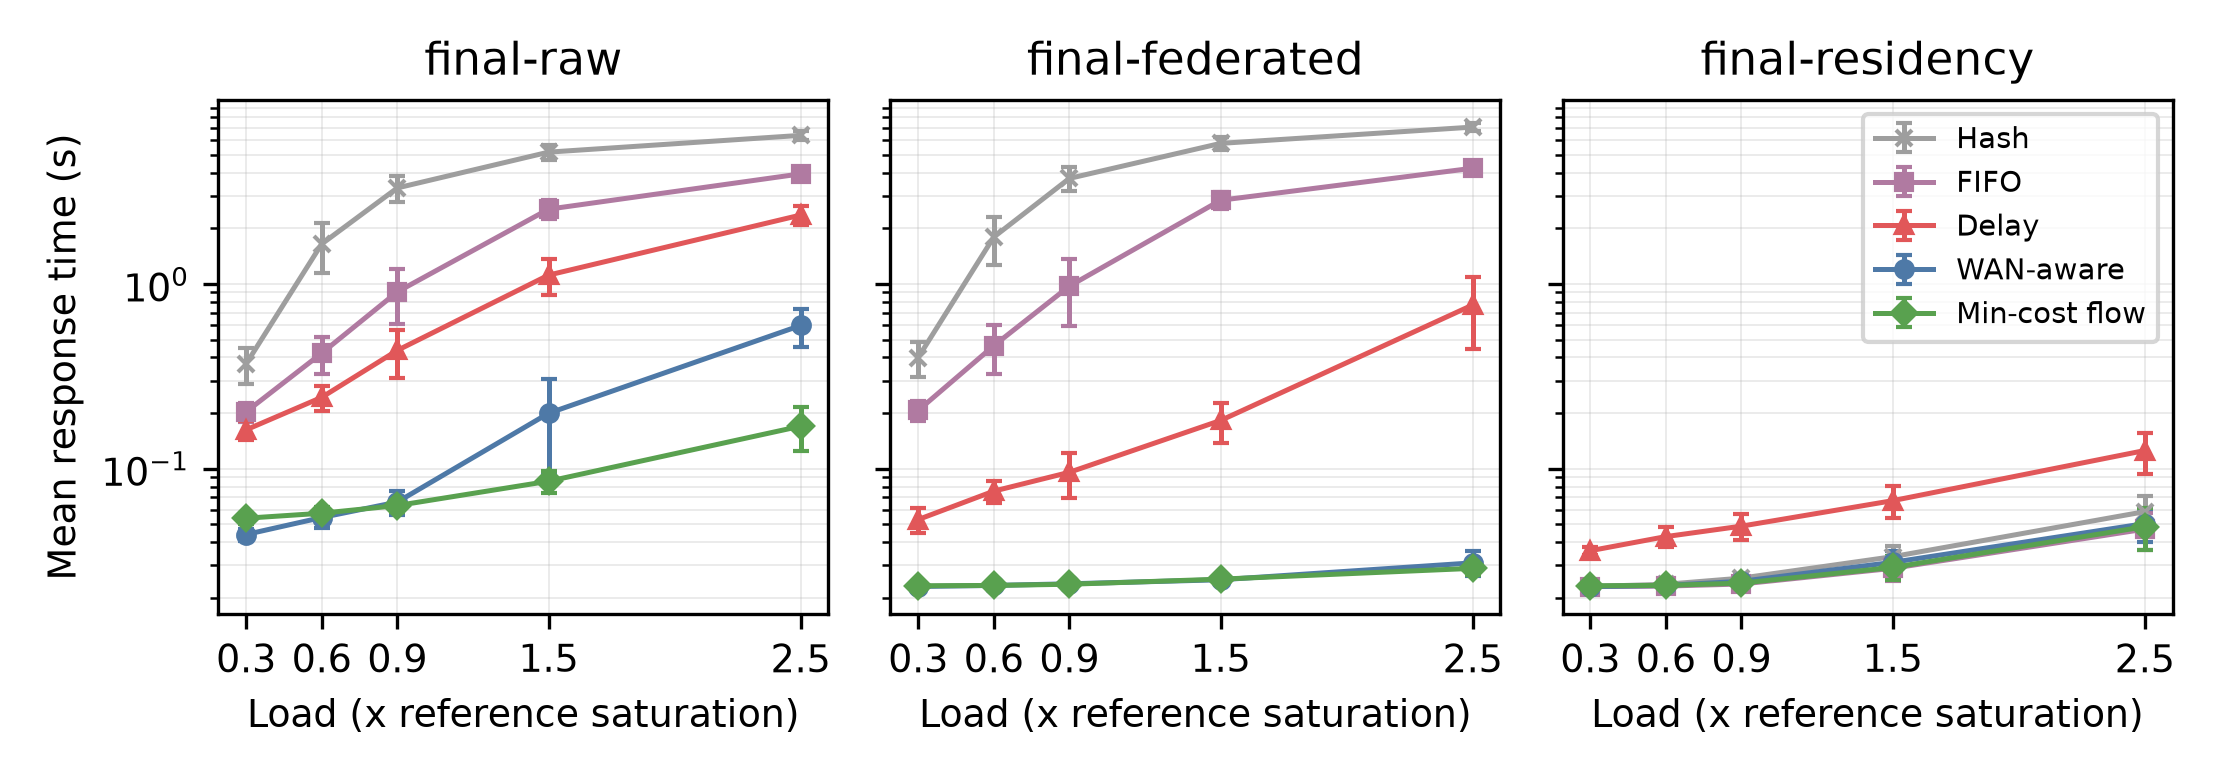 final-raw
final-federated
final-residency
Mean response time (s)
10⁰
10⁻¹
Hash
FIFO
Delay
WAN-aware
Min-cost flow
0.3 0.6 0.9 1.5 2.5
0.3 0.6 0.9 1.5 2.5
0.3 0.6 0.9 1.5 2.5
Load (x reference saturation)
Load (x reference saturation)
Load (x reference saturation)